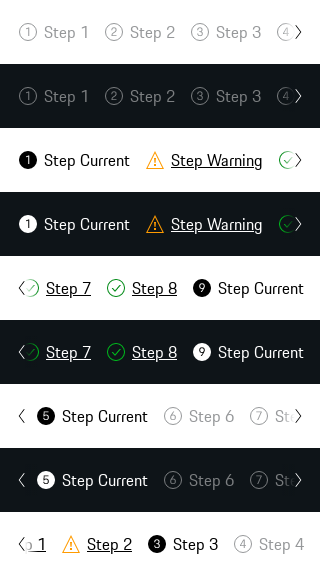 1 Step 1 2 Step 2 3 Step 3 4
1 Step 1 2 Step 2 3 Step 3 4
1 Step Current Step Warning
1 Step Current Step Warning
Step 7 Step 8 9 Step Current
Step 7 Step 8 9 Step Current
5 Step Current 6 Step 6 7
5 Step Current 6 Step 6 7
1 Step 2 3 Step 3 4 Step 4